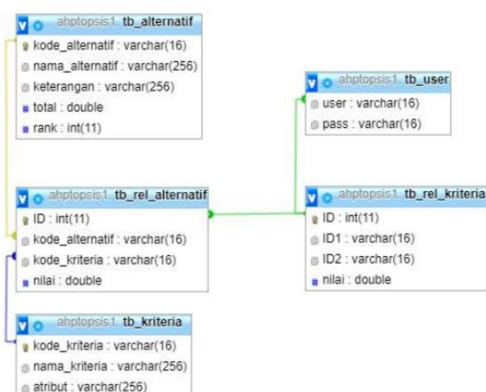 ahptopsis1 tb_alternatif
kode_alternatif : varchar(16)
nama_alternatif : varchar(256)
keterangan : varchar(256)
total : double
rank : int(11)
ahptopsis1 tb_user
user : varchar(16)
pass : varchar(16)
ahptopsis1 tb_rel_alternatif
ID : int(11)
kode_alternatif : varchar(16)
kode_kriteria : varchar(16)
nilai : double
ahptopsis1 tb_rel_kriteria
ID : int(11)
ID1 : varchar(16)
ID2 : varchar(16)
nilai : double
ahptopsis1 tb_kriteria
kode_kriteria : varchar(16)
nama_kriteria : varchar(256)
atribut : varchar(256)